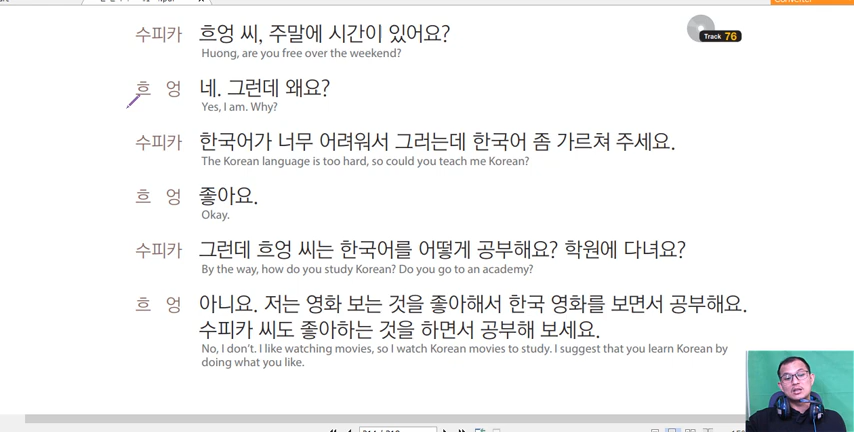 Converter
Track 76
수피카 흐엉 씨, 주말에 시간이 있어요?
Huong, are you free over the weekend?
흐 엉 네. 그런데 왜요?
Yes, I am. Why?
수피카 한국어가 너무 어려워서 그러는데 한국어 좀 가르쳐 주세요.
The Korean language is too hard, so could you teach me Korean?
흐 엉 좋아요.
Okay.
수피카 그런데 흐엉 씨는 한국어를 어떻게 공부해요? 학원에 다녀요?
By the way, how do you study Korean? Do you go to an academy?
흐 엉 아니요. 저는 영화 보는 것을 좋아해서 한국 영화를 보면서 공부해요.
수피카 씨도 좋아하는 것을 하면서 공부해 보세요.
No, I don't. I like watching movies, so I watch Korean movies to study. I suggest that you learn Korean by
doing what you like.